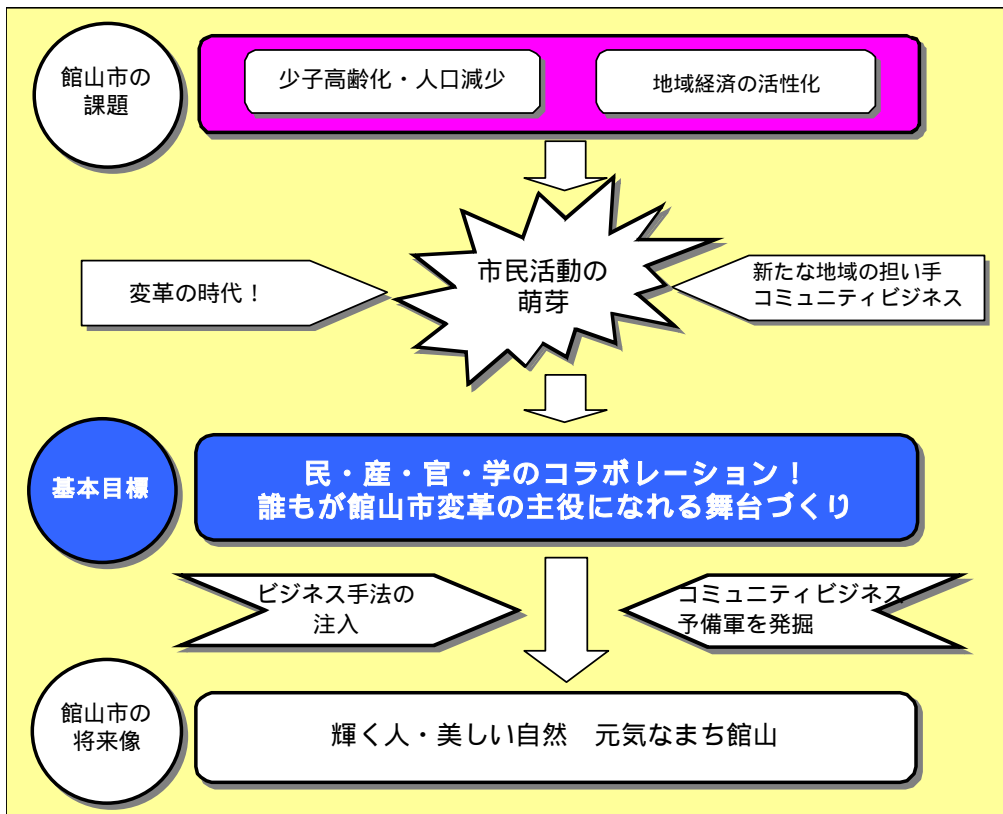 館山市の
課題
少子高齢化・人口減少
地域経済の活性化
市民活動の
萌芽
変革の時代！
新たな地域の担い手
コミュニティビジネス
基本目標
民・産・官・学のコラボレーション！
誰もが館山市変革の主役になれる舞台づくり
ビジネス手法の
注入
コミュニティビジネス
予備軍を発掘
館山市の
将来像
輝く人・美しい自然　元気なまち館山